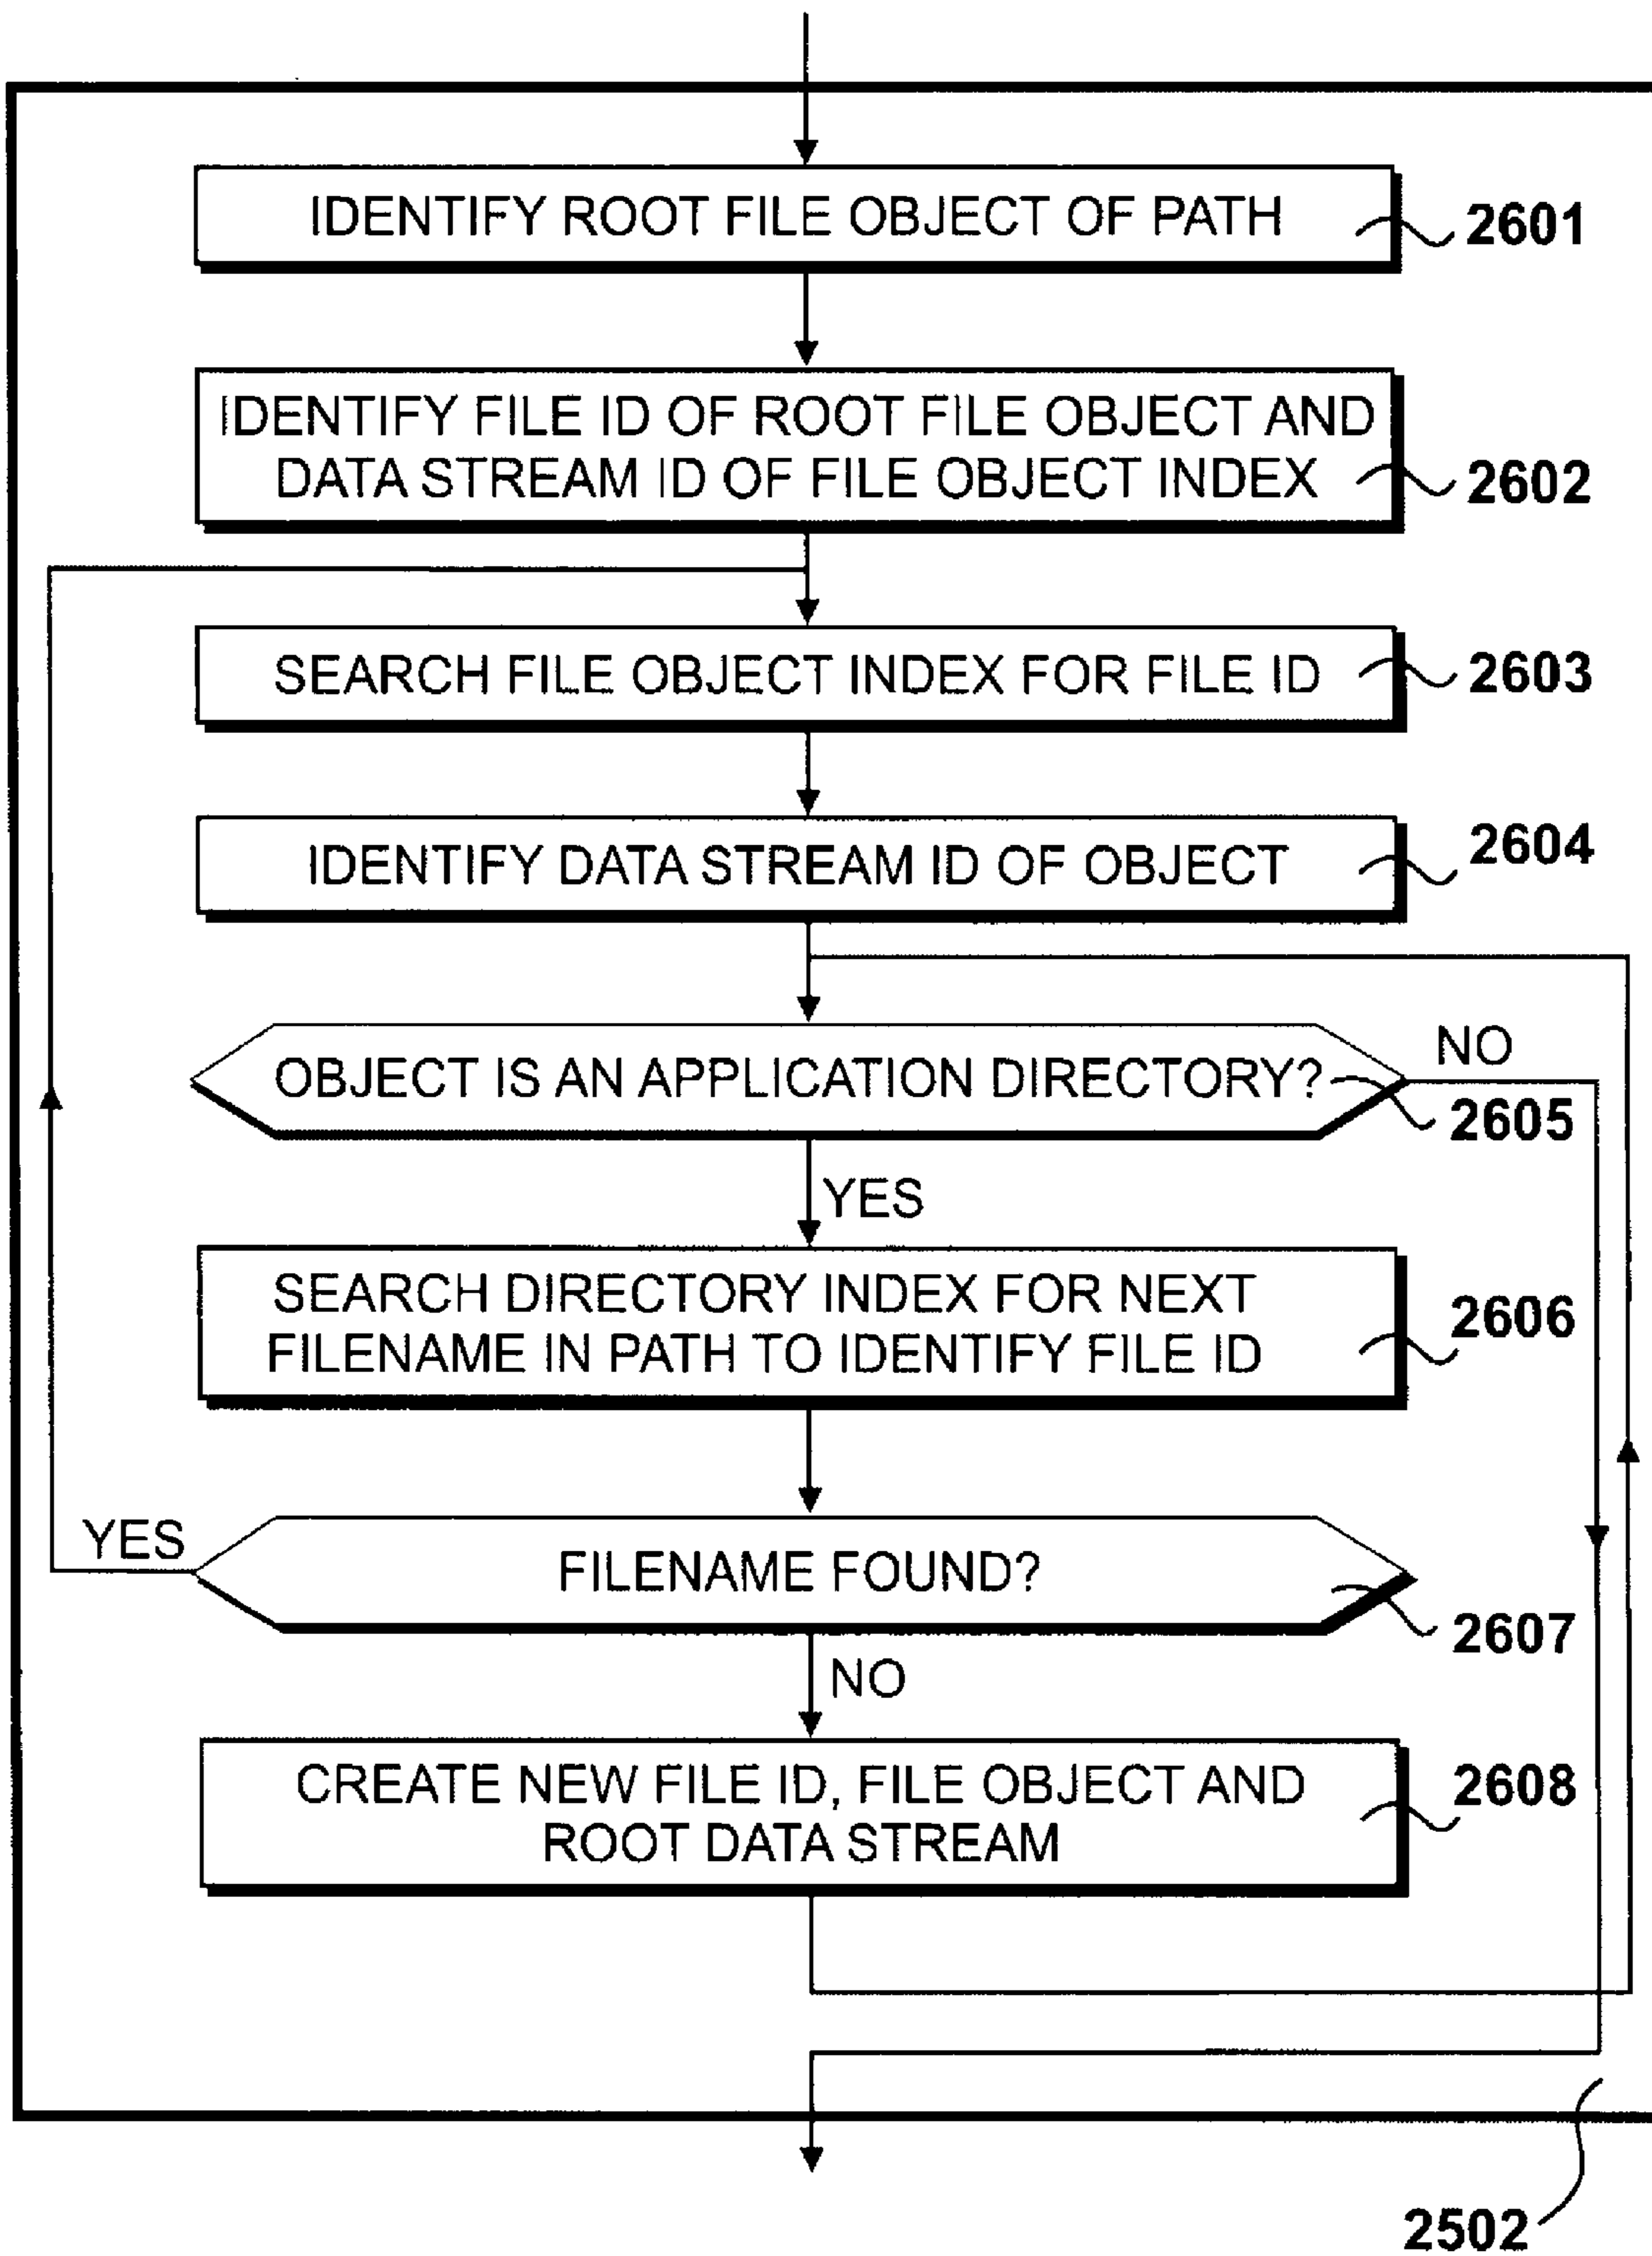 IDENTIFY ROOT FILE OBJECT OF PATH
2601
IDENTIFY FILE ID OF ROOT FILE OBJECT AND
DATA STREAM ID OF FILE OBJECT INDEX
2602
SEARCH FILE OBJECT INDEX FOR FILE ID
2603
IDENTIFY DATA STREAM ID OF OBJECT
2604
OBJECT IS AN APPLICATION DIRECTORY?
NO
2605
YES
SEARCH DIRECTORY INDEX FOR NEXT
FILENAME IN PATH TO IDENTIFY FILE ID
2606
YES
FILENAME FOUND?
2607
NO
CREATE NEW FILE ID, FILE OBJECT AND
ROOT DATA STREAM
2608
2502